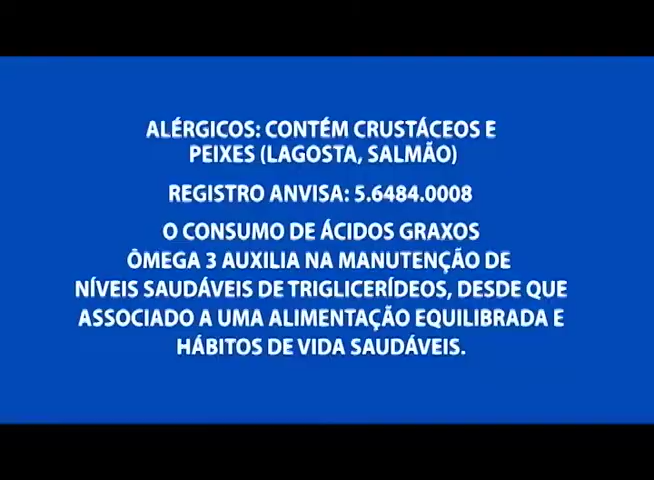 ALÉRGICOS: CONTÉM CRUSTÁCEOS E
PEIXES (LAGOSTA, SALMÃO)
REGISTRO ANVISA: 5.6484.0008
O CONSUMO DE ÁCIDOS GRAXOS
ÔMEGA 3 AUXILIA NA MANUTENÇÃO DE
NÍVEIS SAUDÁVEIS DE TRIGLICERÍDEOS, DESDE QUE
ASSOCIADO A UMA ALIMENTAÇÃO EQUILIBRADA E
HÁBITOS DE VIDA SAUDÁVEIS.